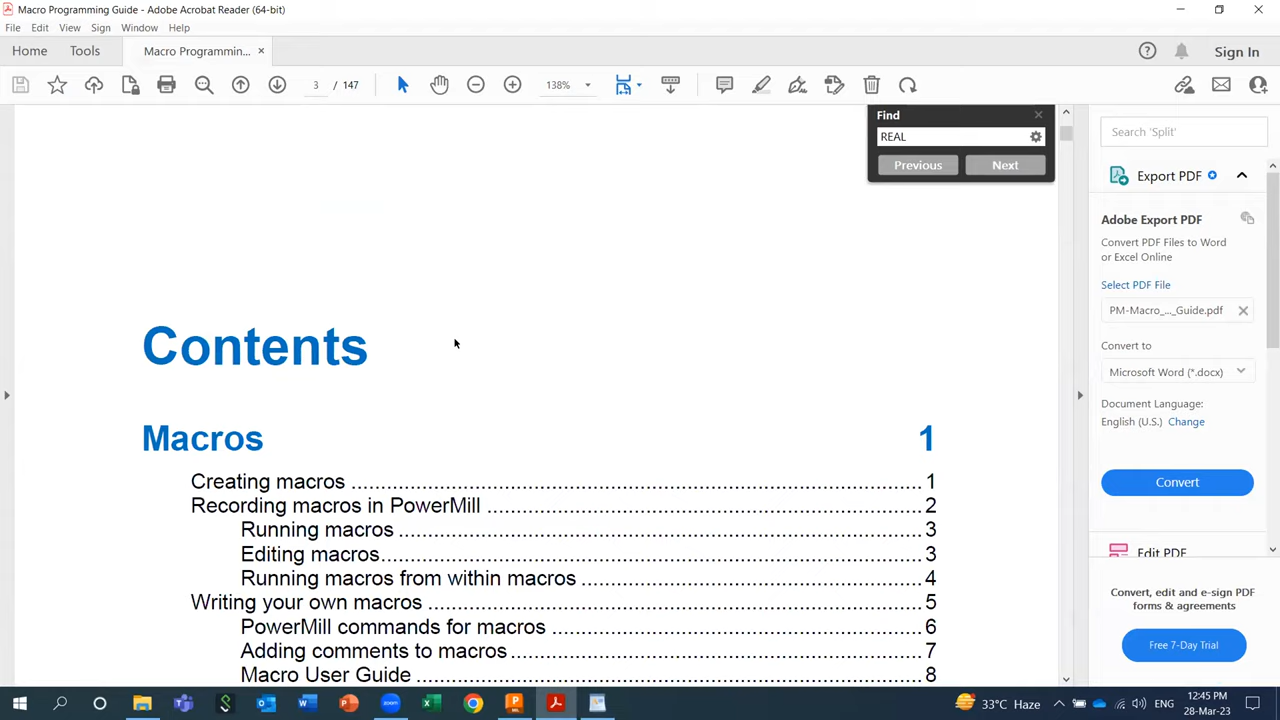 Macro Programming Guide - Adobe Acrobat Reader (64-bit)
File Edit View Sign Window Help
Home Tools Macro Programmin... × Sign In
3 / 147 138%
Find
REAL
Previous Next
Search 'Split'
Export PDF
Adobe Export PDF
Convert PDF Files to Word
or Excel Online
Select PDF File
PM-Macro_..._Guide.pdf
Convert to
Microsoft Word (*.docx)
Document Language:
English (U.S.) Change
Convert
Edit PDF
Convert, edit and e-sign PDF
forms & agreements
Free 7-Day Trial
Contents
Macros 1
Creating macros ........................ 1
Recording macros in PowerMill ........................ 2
Running macros ........................ 3
Editing macros ........................ 3
Running macros from within macros ........................ 4
Writing your own macros ........................ 5
PowerMill commands for macros ........................ 6
Adding comments to macros ........................ 7
Macro User Guide ........................ 8
33°C Haze ENG 12:45 PM
28-Mar-23